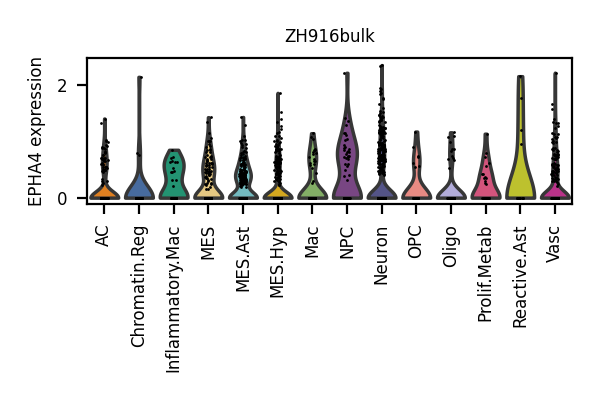 ZH916bulk
EPHA4 expression
2
0
AC
Chromatin.Reg
Inflammatory.Mac
MES
MES.Ast
MES.Hyp
Mac
NPC
Neuron
OPC
Oligo
Prolif.Metab
Reactive.Ast
Vasc